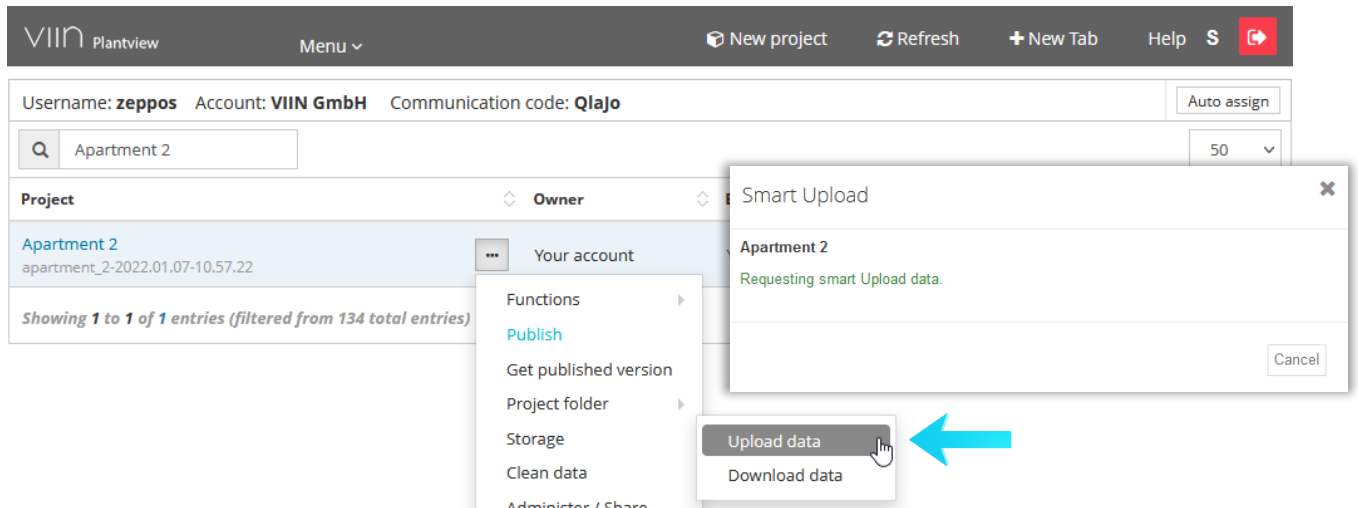 VIIN Plantview Menu New project Refresh New Tab Help S
Username: zeppos Account: VIIN GmbH Communication code: QlaJo Auto assign
Apartment 2 50
Smart Upload
Project Owner
Apartment 2
Apartment 2
Your account
apartment_2-2022.01.07-10.57.22
Requesting smart Upload data.
Functions
Showing 1 to 1 of 1 entries (filtered from 134 total entries)
Publish
Cancel
Get published version
Project folder
Storage
Upload data
Clean data
Download data
Administer / Share